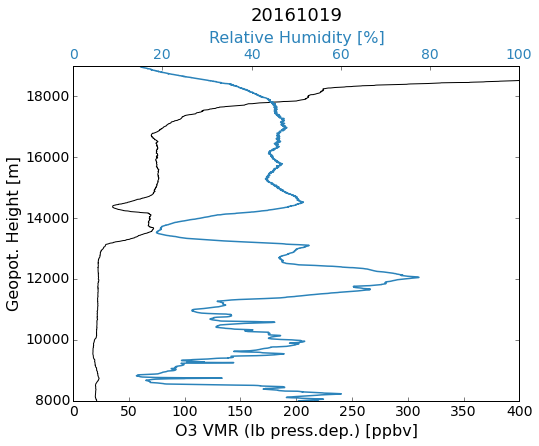 20161019
Relative Humidity [%]
0 20 40 60 80 100
18000
16000
14000
12000
10000
8000
Geopot. Height [m]
0 50 100 150 200 250 300 350 400
O3 VMR (Ib press.dep.) [ppbv]